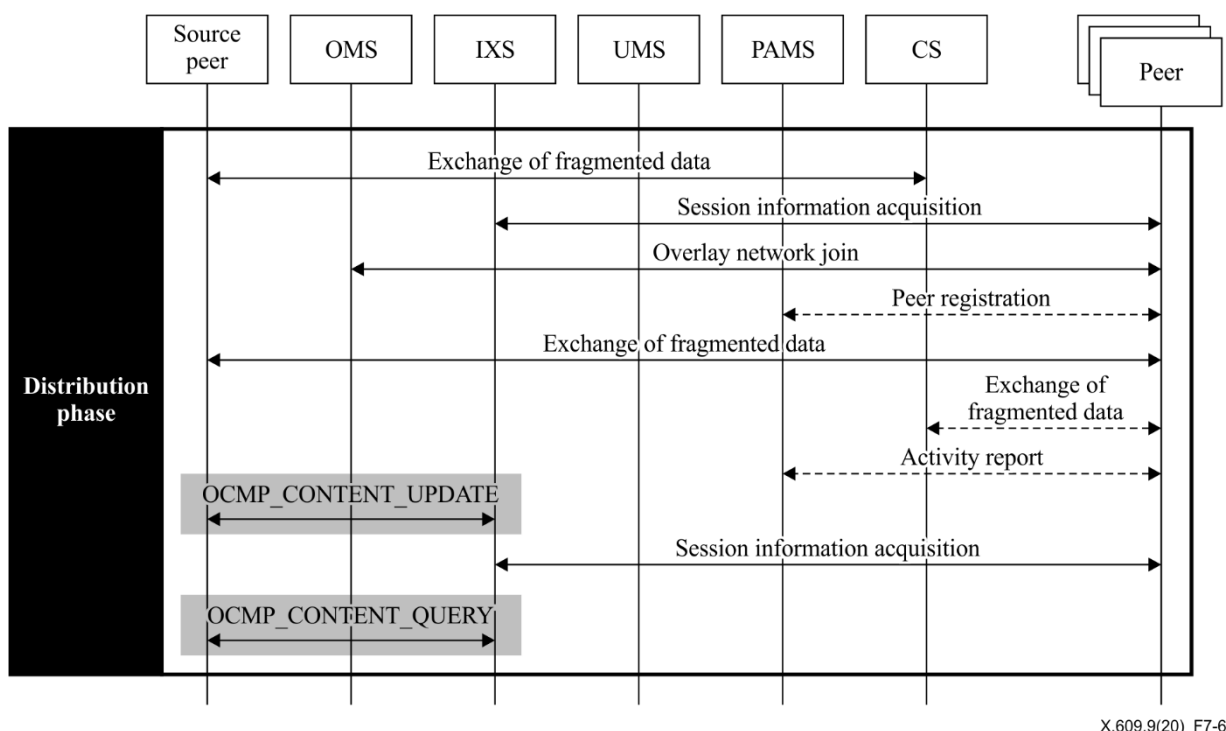 Source
peer
OMS
IXS
UMS
PAMS
CS
Peer
Exchange of fragmented data
Session information acquisition
Overlay network join
Peer registration
Exchange of fragmented data
Distribution
phase
Exchange of
fragmented data
Activity report
OCMP_CONTENT_UPDATE
Session information acquisition
OCMP_CONTENT_QUERY
X.609.9(20)_F7-6